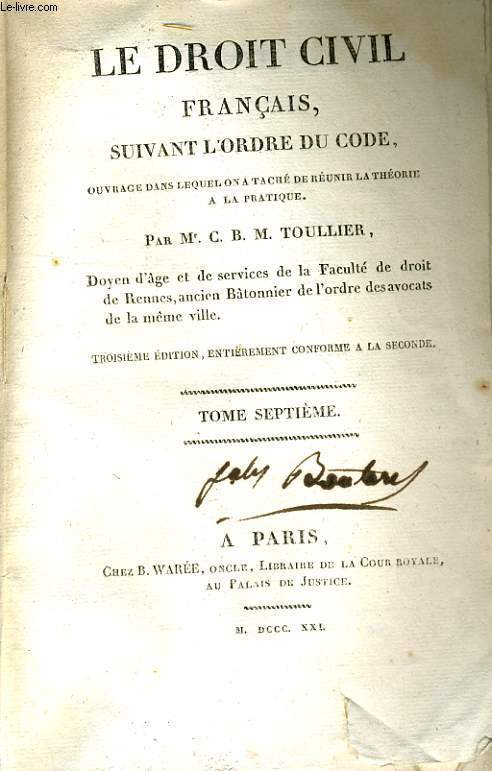 Le-livre.com
LE DROIT CIVIL
FRANÇAIS,
SUIVANT L'ORDRE DU CODE,
OUVRAGE DANS LEQUEL ON A TACHÉ DE RÉUNIR LA THÉORIE
A LA PRATIQUE.
PAR Mr. C. B. M. TOULLIER,
Doyen d'âge et de services de la Faculté de droit
de Rennes, ancien Bâtonnier de l'ordre des avocats
de la même ville.
TROISIÈME ÉDITION, ENTIÈREMENT CONFORME A LA SECONDE.
TOME SEPTIÈME.
A PARIS,
CHEZ B. WARÉE, ONCLE, LIBRAIRE DE LA COUR ROYALE,
AU PALAIS DE JUSTICE.
M. DCCC. XXI.